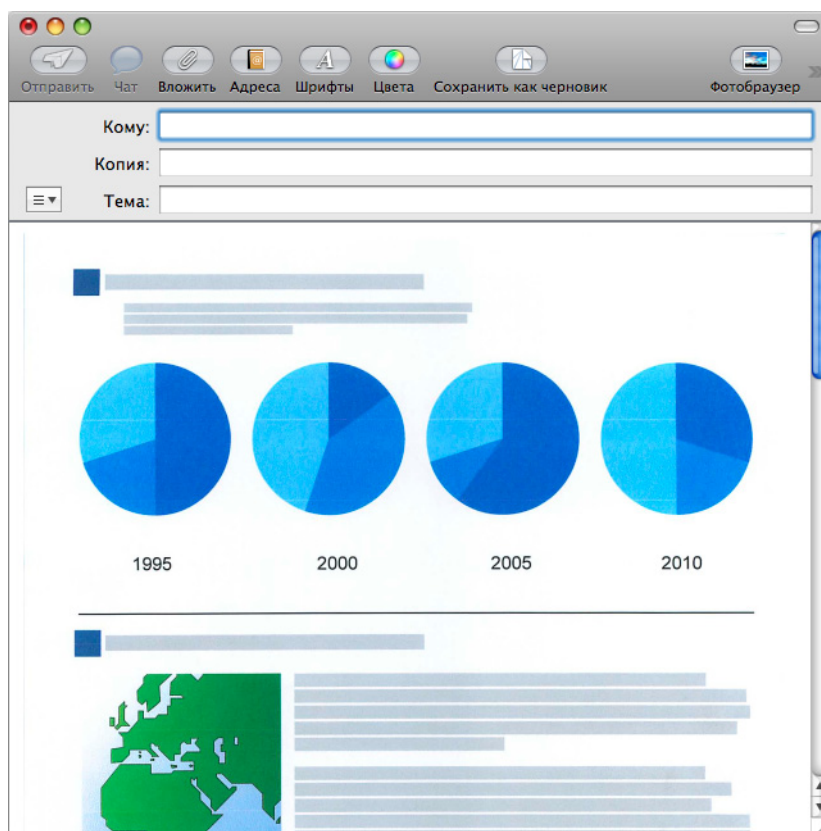 Отправить Чат Вложить Адреса Шрифты Цвета Сохранить как черновик Фотобраузер
Кому:
Копия:
Тема:
1995 2000 2005 2010